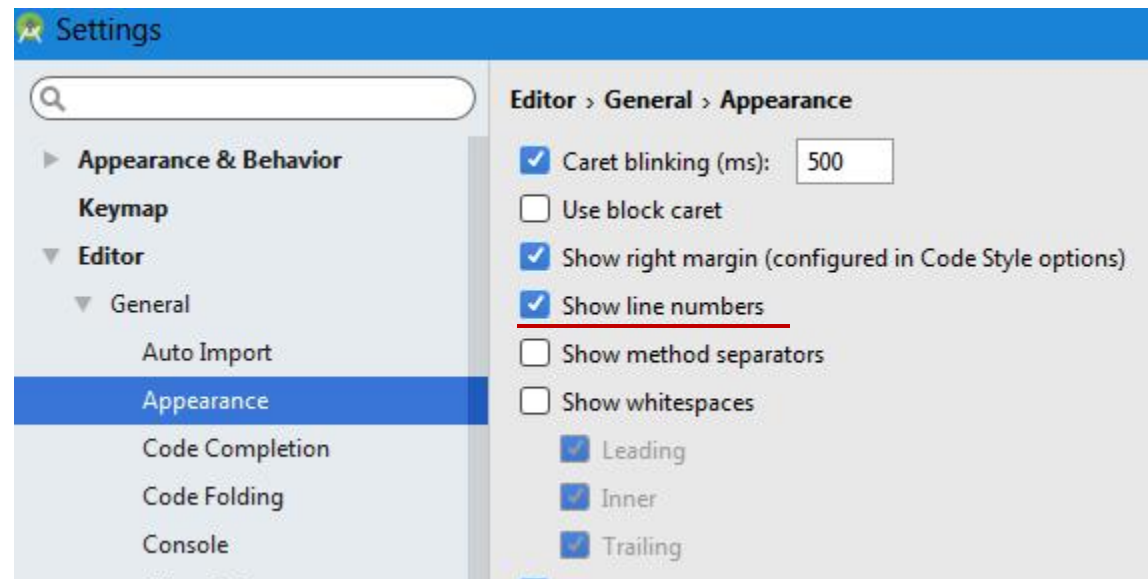 Settings
Appearance & Behavior
Keymap
Editor
General
Auto Import
Appearance
Code Completion
Code Folding
Console
Editor › General › Appearance
Caret blinking (ms): 500
Use block caret
Show right margin (configured in Code Style options)
Show line numbers
Show method separators
Show whitespaces
Leading
Inner
Trailing